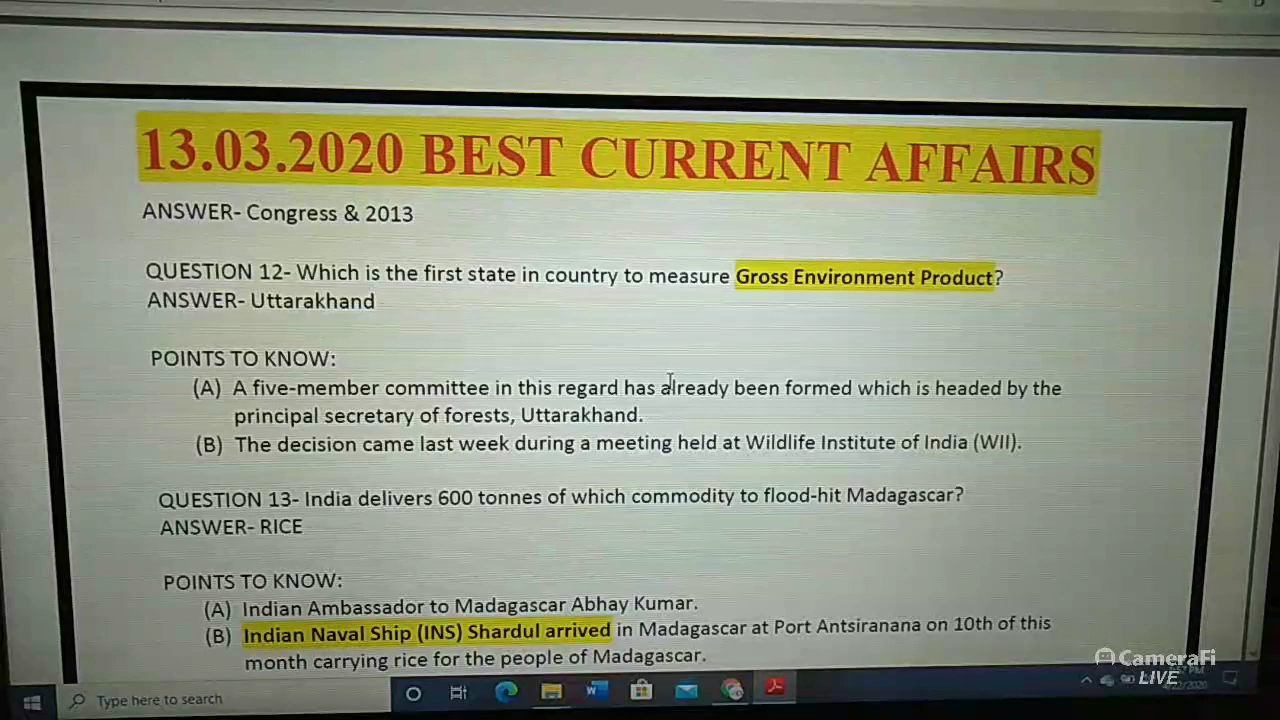 13.03.2020 BEST CURRENT AFFAIRS
ANSWER- Congress & 2013
QUESTION 12- Which is the first state in country to measure Gross Environment Product?
ANSWER- Uttarakhand
POINTS TO KNOW:
(A) A five-member committee in this regard has already been formed which is headed by the
principal secretary of forests, Uttarakhand.
(B) The decision came last week during a meeting held at Wildlife Institute of India (WII).
QUESTION 13- India delivers 600 tonnes of which commodity to flood-hit Madagascar?
ANSWER- RICE
POINTS TO KNOW:
(A) Indian Ambassador to Madagascar Abhay Kumar.
(B) Indian Naval Ship (INS) Shardul arrived in Madagascar at Port Antsiranana on 10th of this
month carrying rice for the people of Madagascar.
CameraFi
LIVE
Type here to search
4/22/2020